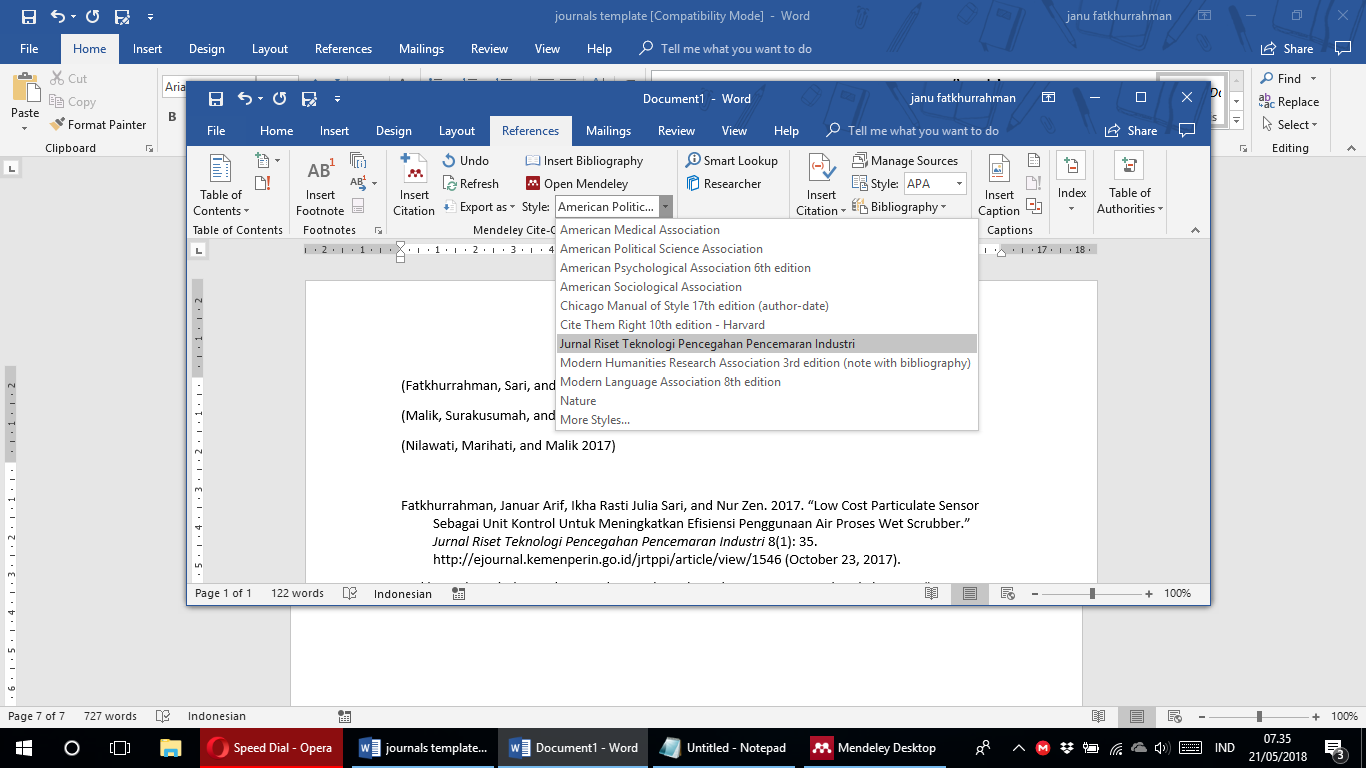 journals template [Compatibility Mode] - Word
janu fatkhurrahman
File Home Insert Design Layout References Mailings Review View Help Tell me what you want to do Share
Paste
Cut
Copy
Format Painter
Clipboard
Aria
B
Find
Replace
Select
Editing
Document1 - Word
janu fatkhurrahman
File Home Insert Design Layout References Mailings Review View Help Tell me what you want to do Share
Table of Contents
Table of Contents
AB1
Insert Footnote
Footnotes
Insert Citation
Undo
Refresh
Export as
Insert Bibliography
Open Mendeley
Style: American Politic...
Mendeley Cite-O
Smart Lookup
Researcher
Insert Citation
Manage Sources
Style: APA
Bibliography
Insert Caption
Captions
Index
Table of Authorities
American Medical Association
American Political Science Association
American Psychological Association 6th edition
American Sociological Association
Chicago Manual of Style 17th edition (author-date)
Cite Them Right 10th edition - Harvard
Jurnal Riset Teknologi Pencegahan Pencemaran Industri
Modern Humanities Research Association 3rd edition (note with bibliography)
Modern Language Association 8th edition
Nature
More Styles...
(Fatkhurrahman, Sari, and
(Malik, Surakusumah, and
(Nilawati, Marihati, and Malik 2017)
Fatkhurrahman, Januar Arif, Ikha Rasti Julia Sari, and Nur Zen. 2017. “Low Cost Particulate Sensor
Sebagai Unit Kontrol Untuk Meningkatkan Efisiensi Penggunaan Air Proses Wet Scrubber.”
Jurnal Riset Teknologi Pencegahan Pencemaran Industri 8(1): 35.
http://ejournal.kemenperin.go.id/jrtppi/article/view/1546 (October 23, 2017).
Page 1 of 1 122 words Indonesian 100%
Page 7 of 7 727 words Indonesian 100%
Speed Dial - Opera
journals template...
Document1 - Word
Untitled - Notepad
Mendeley Desktop
IND
07.35
21/05/2018
3